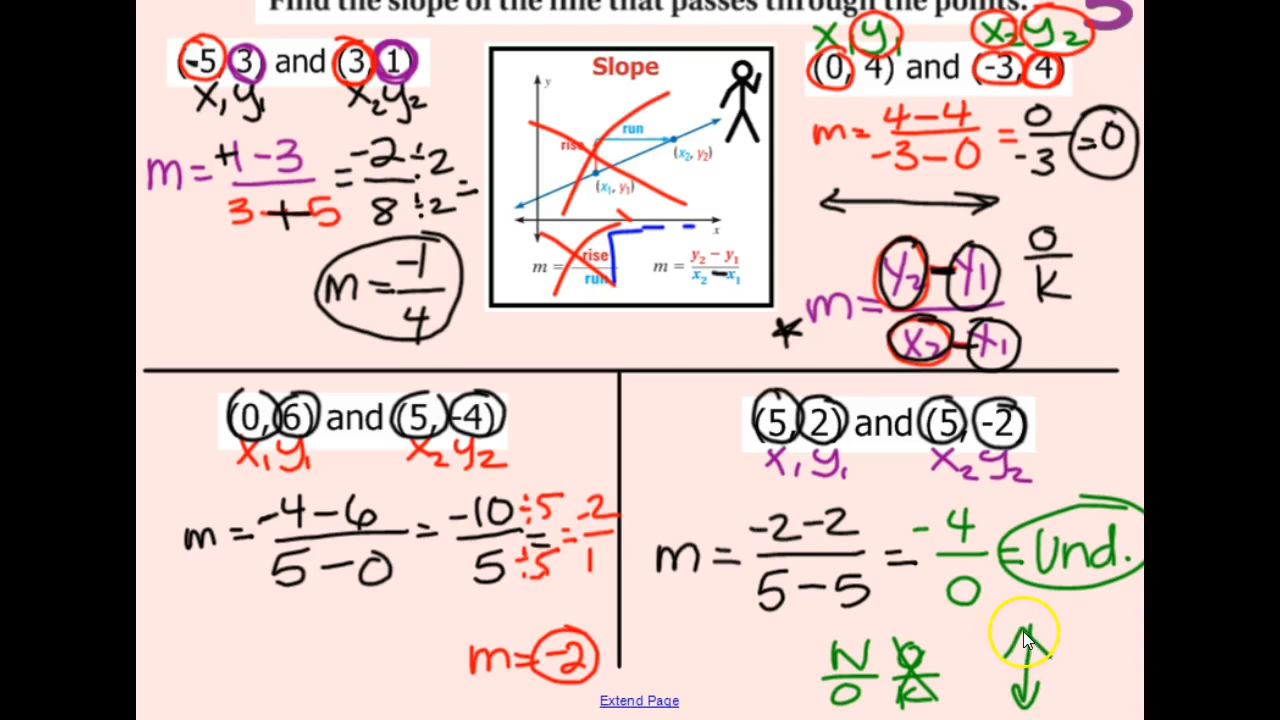 Find the slope of the line that passes through the points.
5
(-5, 3) and (3, 1)
x₁ y₁ x₂ y₂
m = +1 - 3 / 3 + 5 = -2 ÷2 / 8 ÷2 =
m = -1 / 4
Slope
y
run
rise
(x₂, y₂)
(x₁, y₁)
x
m = rise / run
m = y₂ - y₁ / x₂ - x₁
x₁ y₁ x₂ y₂
(0, 4) and (-3, 4)
m = 4 - 4 / -3 - 0 = 0 / -3 = 0
0 / K
* m = y₂ - y₁ / x₂ - x₁
(0, 6) and (5, -4)
x₁ y₁ x₂ y₂
m = -4 - 6 / 5 - 0 = -10 ÷5 / 5 ÷5 = = -2 / 1
m = -2
(5, 2) and (5, -2)
x₁ y₁ x₂ y₂
m = -2 - 2 / 5 - 5 = -4 / 0 = Und.
N / O O / K
Extend Page